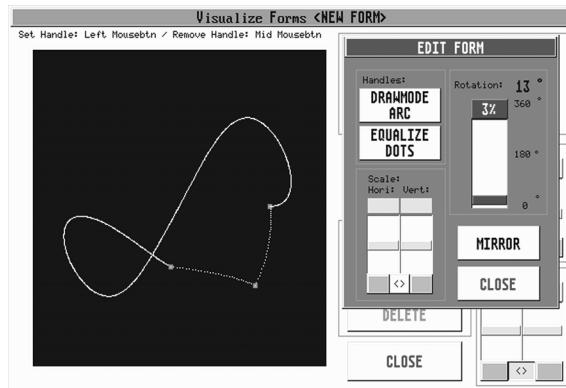 Visualize Forms <NEW FORM>
Set Handle: Left Mousebtn / Remove Handle: Mid Mousebtn
EDIT FORM
Handles:
DRAWMODE
ARC
EQUALIZE
DOTS
Rotation: 13 °
3%
360 °
180 °
0 °
Scale:
Hori: Vert:
<>
MIRROR
CLOSE
DELETE
CLOSE
<>